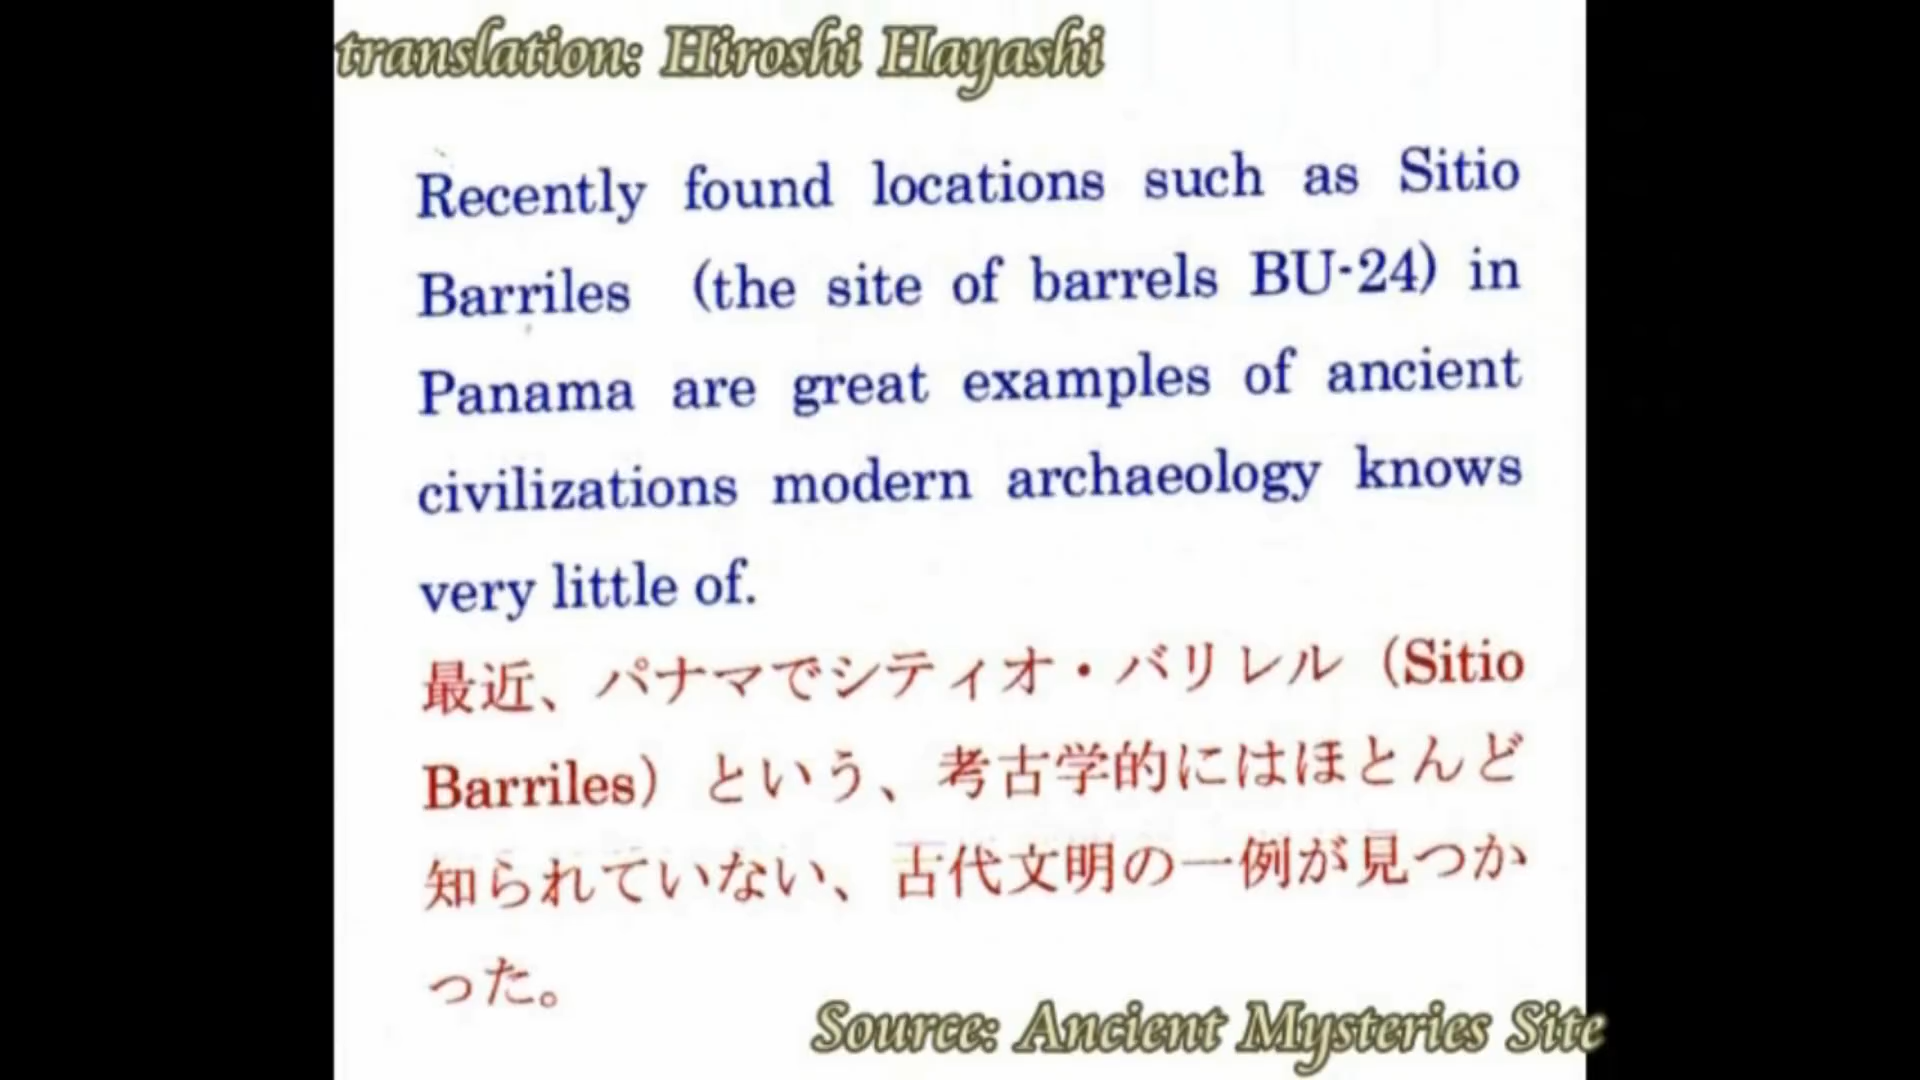 translation: Hiroshi Hayashi
Recently found locations such as Sitio
Barriles (the site of barrels BU-24) in
Panama are great examples of ancient
civilizations modern archaeology knows
very little of.
最近、パナマでシティオ・バリレル（Sitio
Barriles）という、考古学的にはほとんど
知られていない、古代文明の一例が見つか
った。
Source: Ancient Mysteries Site